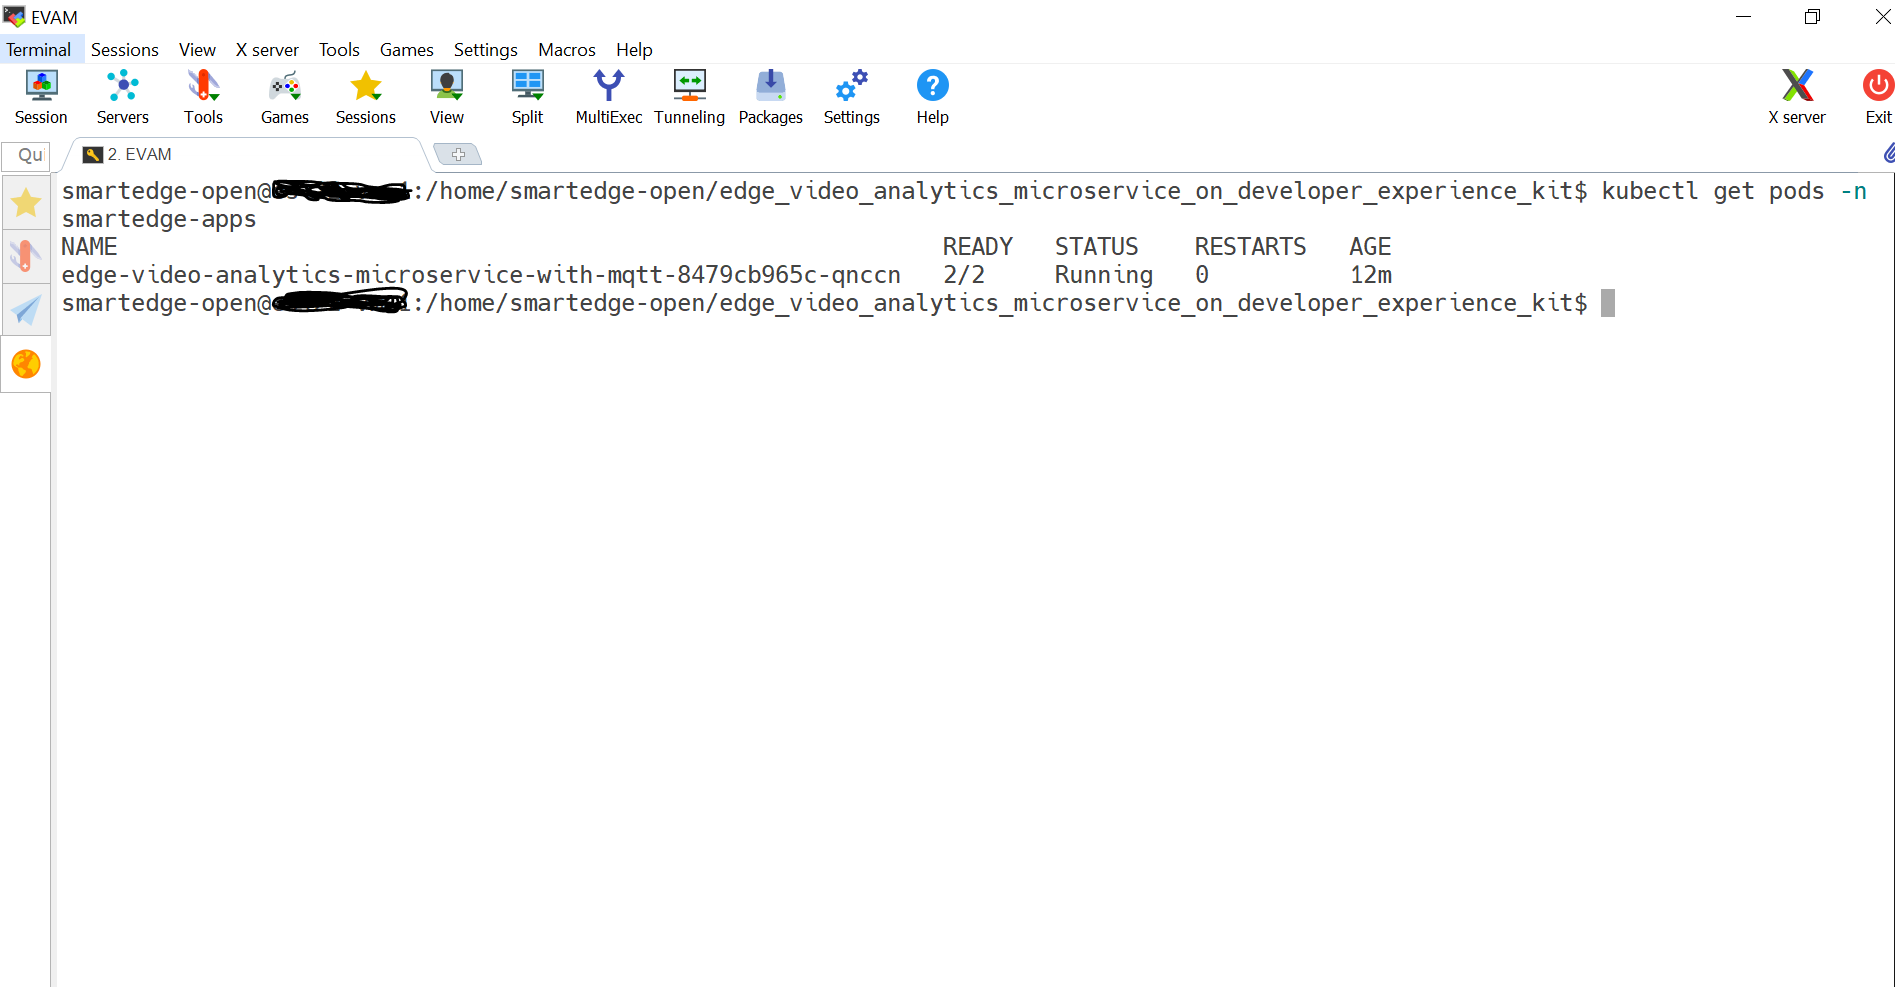 EVAM
Terminal Sessions View X server Tools Games Settings Macros Help
Session Servers Tools Games Sessions View Split MultiExec Tunneling Packages Settings Help X server Exit
Qui 2. EVAM
smartedge-open@ :/home/smartedge-open/edge_video_analytics_microservice_on_developer_experience_kit$ kubectl get pods -n
smartedge-apps
NAME READY STATUS RESTARTS AGE
edge-video-analytics-microservice-with-mqtt-8479cb965c-qnccn 2/2 Running 0 12m
smartedge-open@ :/home/smartedge-open/edge_video_analytics_microservice_on_developer_experience_kit$